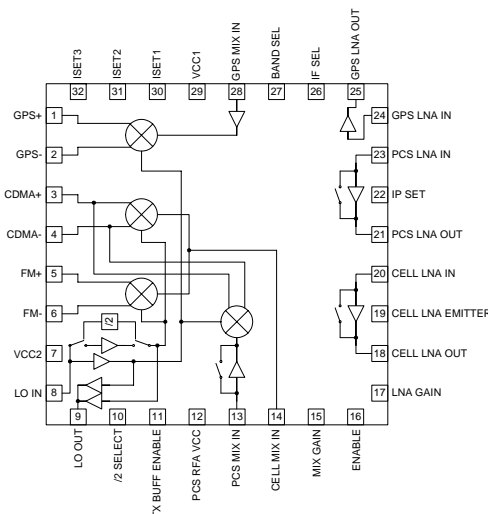 ISET3
ISET2
ISET1
VCC1
GPS MIX IN
BAND SEL
IF SEL
GPS LNA OUT
32
31
30
29
28
27
26
25
GPS+
1
24
GPS LNA IN
GPS-
2
23
PCS LNA IN
CDMA+
3
22
IP SET
CDMA-
4
21
PCS LNA OUT
FM+
5
20
CELL LNA IN
FM-
6
19
CELL LNA EMITTER
/2
VCC2
7
18
CELL LNA OUT
LO IN
8
17
LNA GAIN
9
10
11
12
13
14
15
16
LO OUT
/2 SELECT
TX BUFF ENABLE
PCS RFA VCC
PCS MIX IN
CELL MIX IN
MIX GAIN
ENABLE